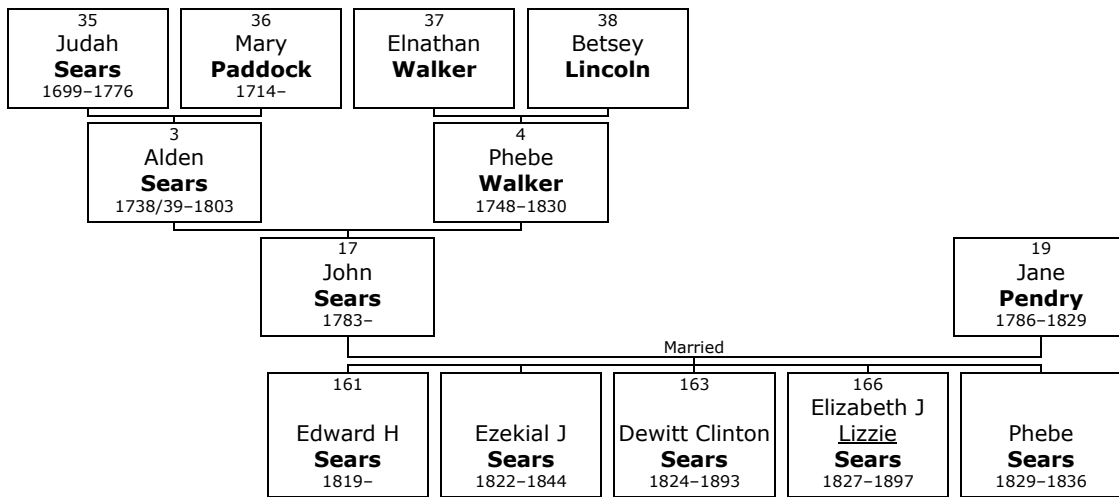 35
Judah
Sears
1699–1776
36
Mary
Paddock
1714–
37
Elnathan
Walker
38
Betsey
Lincoln
3
Alden
Sears
1738/39–1803
4
Phebe
Walker
1748–1830
17
John
Sears
1783–
19
Jane
Pendry
1786–1829
Married
161
Edward H
Sears
1819–
Ezekial J
Sears
1822–1844
163
Dewitt Clinton
Sears
1824–1893
166
Elizabeth J
Lizzie
Sears
1827–1897
Phebe
Sears
1829–1836